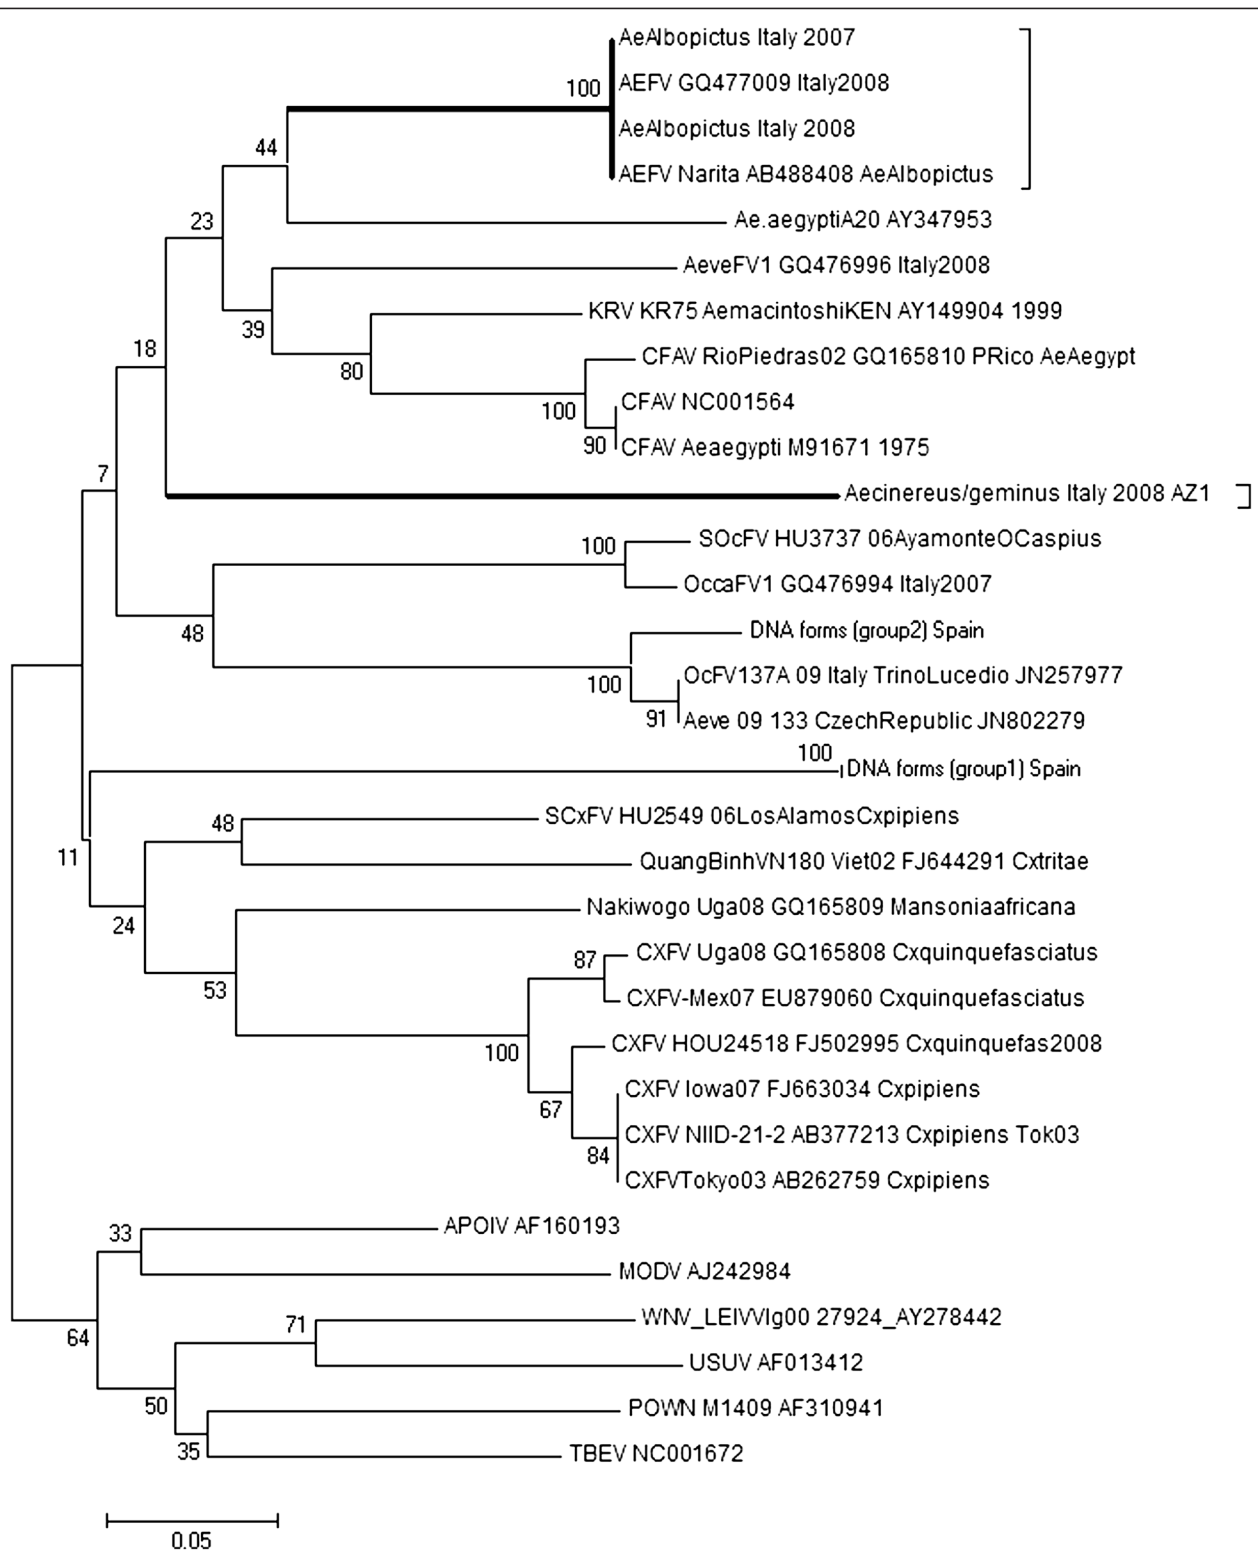 AeAlbopictus Italy 2007
100
AEFV GQ477009 Italy2008
AeAlbopictus Italy 2008
44
AEFV Narita AB488408 AeAlbopictus
23
Ae.aegyptiA20 AY347953
AeveFV1 GQ476996 Italy2008
39
KRV KR75 AemacintoshiKEN AY149904 1999
18
CFAV RioPiedras02 GQ165810 PRico AeAegypt
80
CFAV NC001564
100
90
CFAV Aeaegypti M91671 1975
7
Aecinereus/geminus Italy 2008 AZ1
SOcFV HU3737 06AyamonteOCaspius
100
OccaFV1 GQ476994 Italy2007
48
DNA forms (group2) Spain
OcFV137A 09 Italy TrinoLucedio JN257977
100
91
Aeve 09 133 CzechRepublic JN802279
100
DNA forms (group1) Spain
SCxFV HU2549 06LosAlamosCxpipiens
48
11
QuangBinhVN180 Viet02 FJ644291 Cxtritae
Nakiwogo Uga08 GQ165809 Mansoniaafricana
24
CXFV Uga08 GQ165808 Cxquinquefasciatus
87
53
CXFV-Mex07 EU879060 Cxquinquefasciatus
CXFV HOU24518 FJ502995 Cxquinquefas2008
100
CXFV Iowa07 FJ663034 Cxpipiens
67
CXFV NIID-21-2 AB377213 Cxpipiens Tok03
84
CXFVTokyo03 AB262759 Cxpipiens
APOIV AF160193
33
MODV AJ242984
WNV_LEIVVlg00 27924_AY278442
71
64
USUV AF013412
50
POWN M1409 AF310941
35
TBEV NC001672
0.05